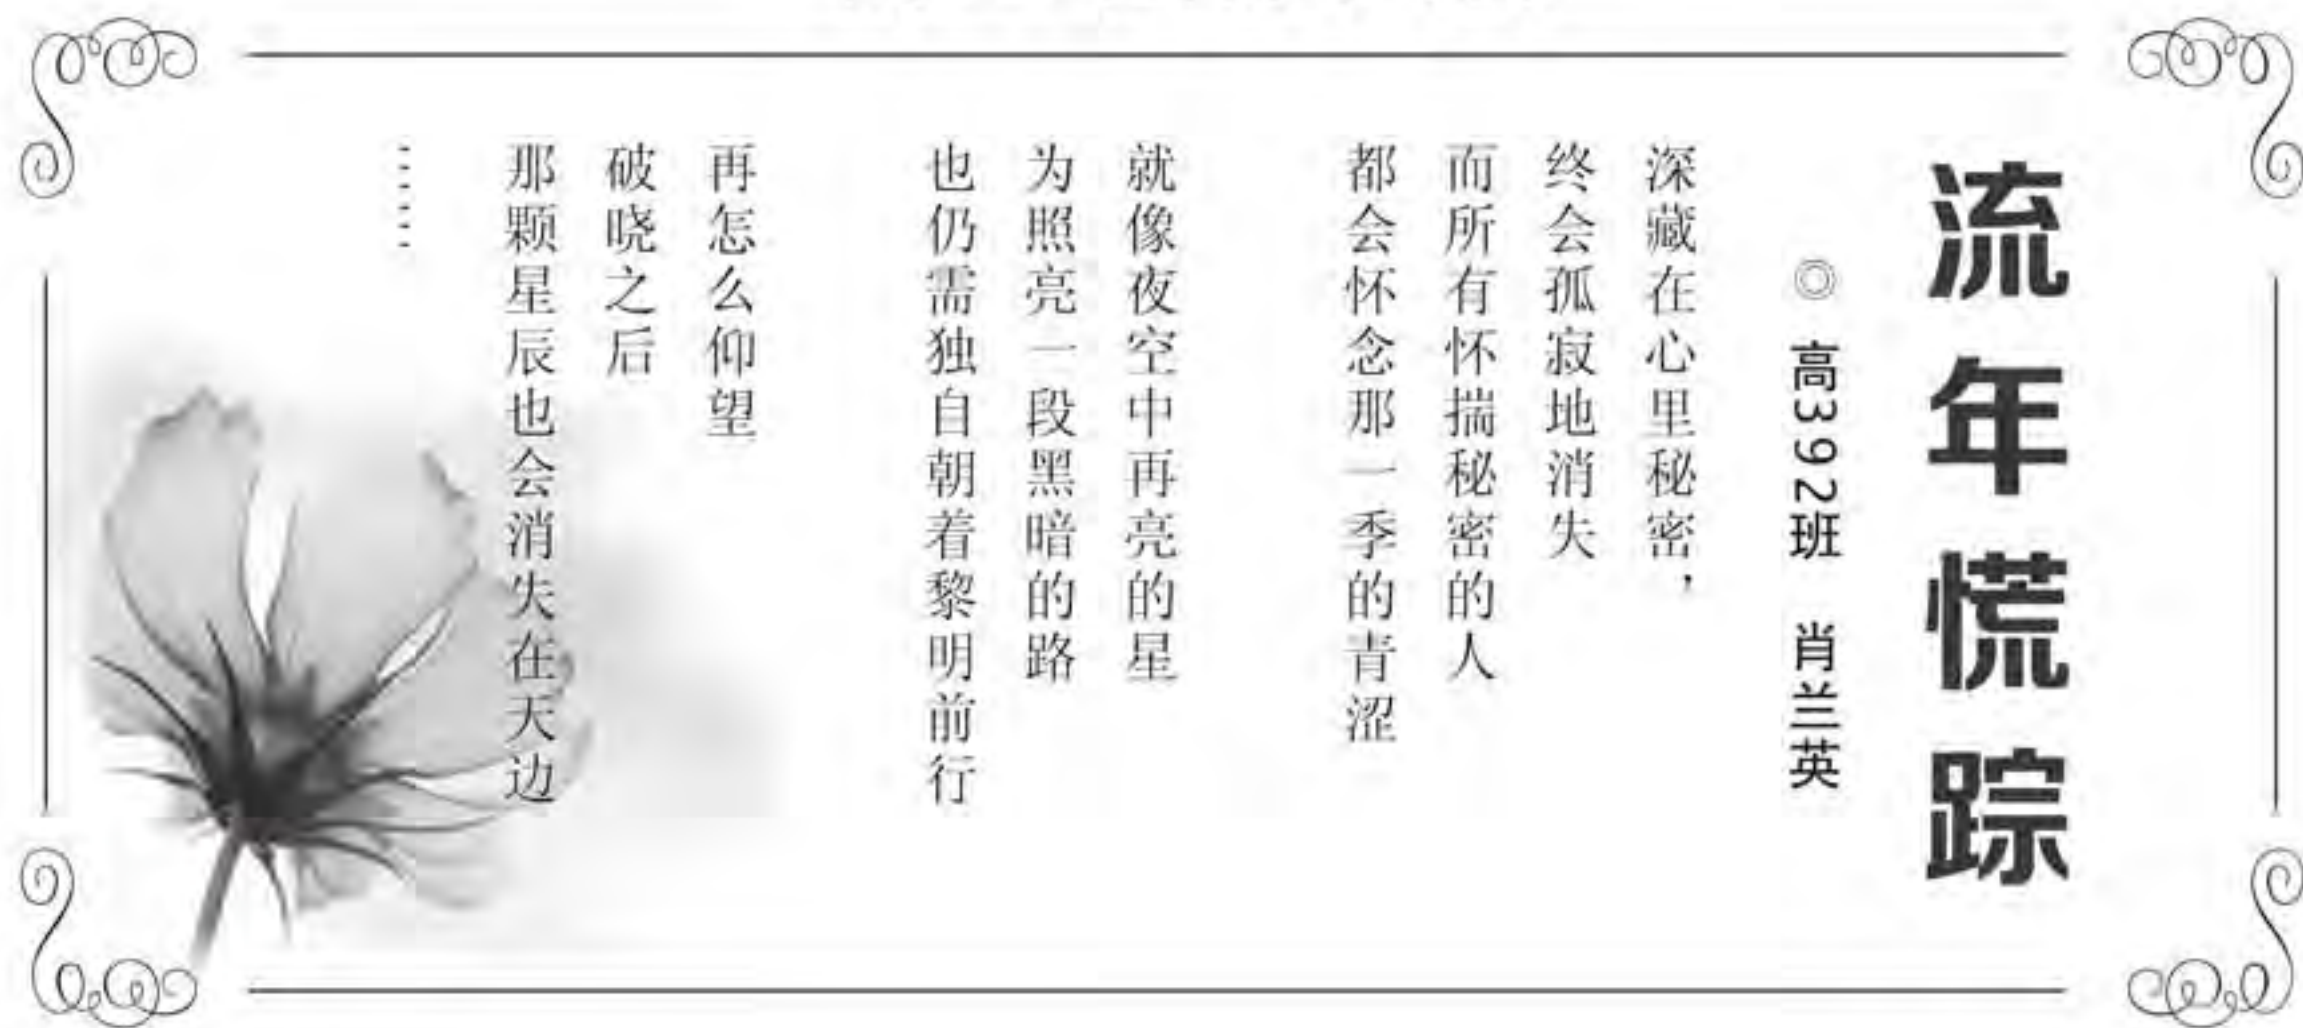 流年慌踪
◎ 高392班 肖兰英
深藏在心里秘密，
终会孤寂地消失
而所有怀揣秘密的人
都会怀念那一季的青涩
就像夜空中再亮的星
为照亮一段黑暗的路
也仍需独自朝着黎明前行
再怎么仰望
破晓之后
那颗星辰也会消失在天边
……